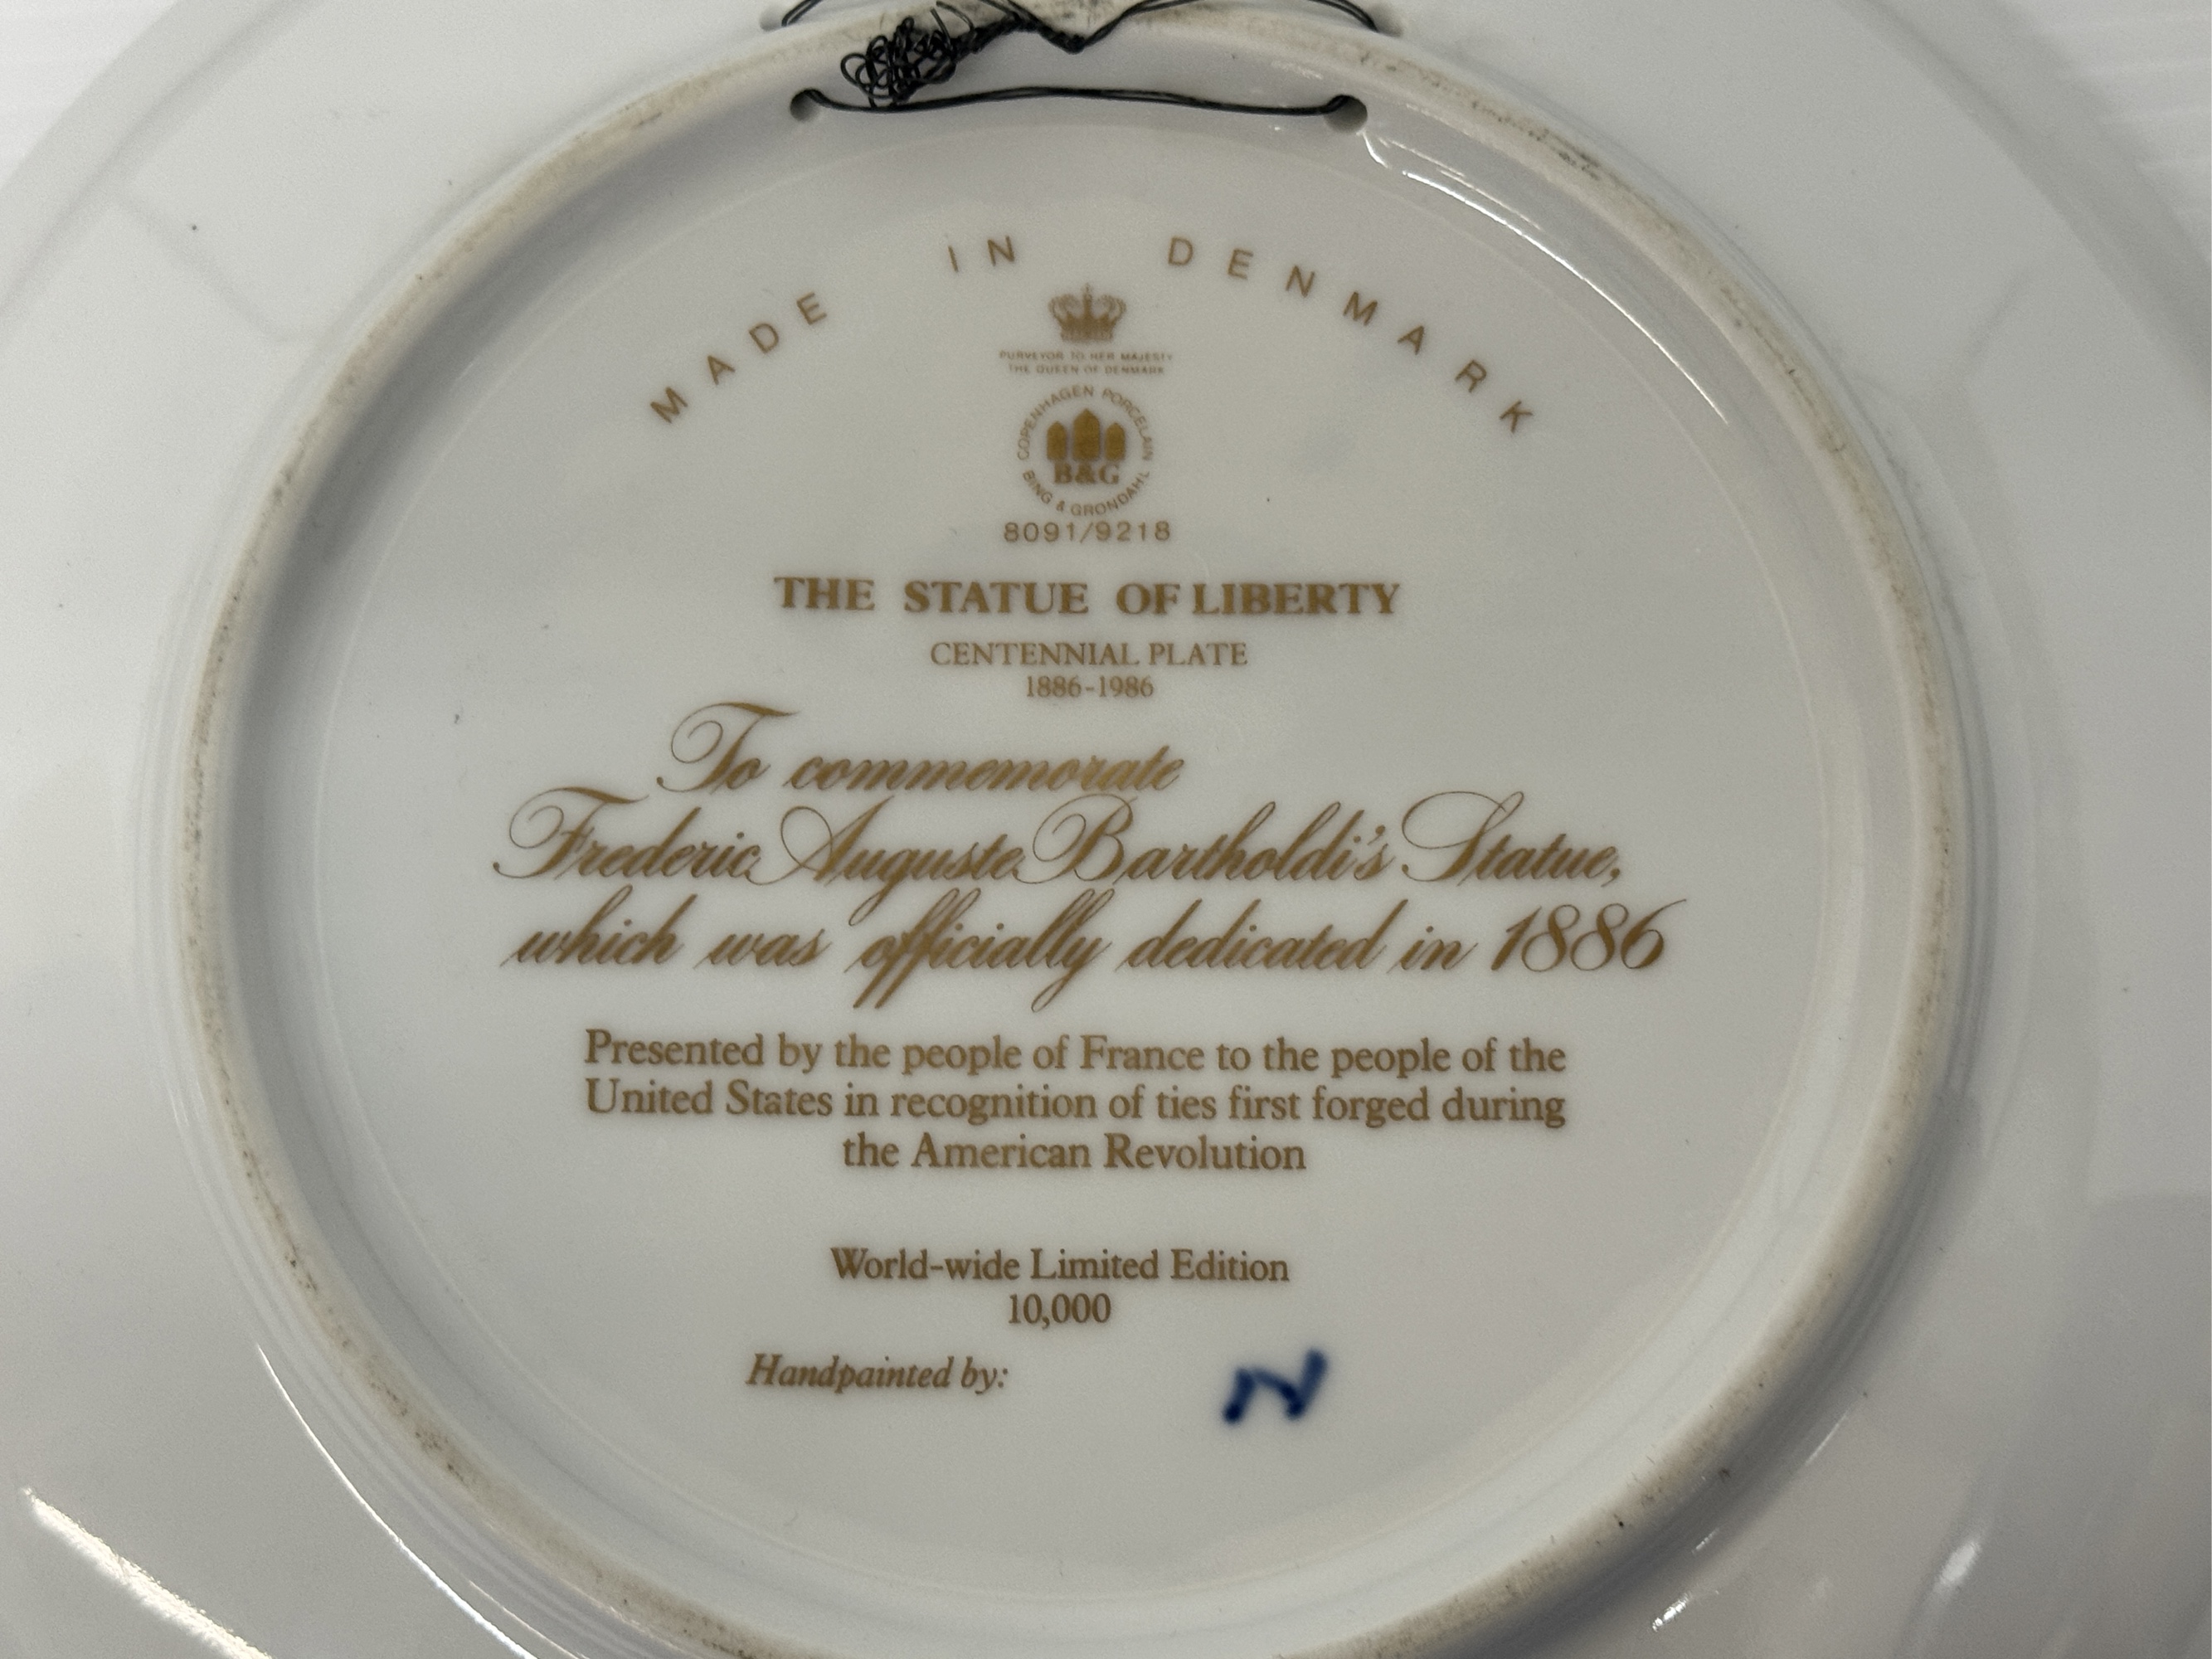 MADE IN DENMARK
PURVEYOR TO HER MAJESTY
THE QUEEN OF DENMARK
COPENHAGEN PORCELAIN
B&G
BING & GRONDAHL
8091/9218
THE STATUE OF LIBERTY
CENTENNIAL PLATE
1886-1986
To commemorate
Frederic Auguste Bartholdi's Statue,
which was officially dedicated in 1886
Presented by the people of France to the people of the
United States in recognition of ties first forged during
the American Revolution
World-wide Limited Edition
10,000
Handpainted by: N